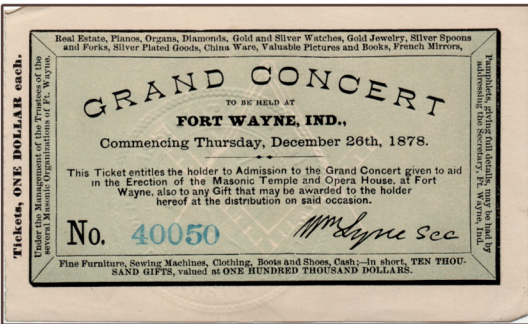 Real Estate, Pianos, Organs, Diamonds, Gold and Silver Watches, Gold Jewelry, Silver Spoons
and Forks, Silver Plated Goods, China Ware, Valuable Pictures and Books, French Mirrors,
Tickets, ONE DOLLAR each.
Under the Management of the Trustees of the
several Masonic Organizations of Ft. Wayne.
GRAND CONCERT
TO BE HELD AT
FORT WAYNE, IND.,
Commencing Thursday, December 26th, 1878.
This Ticket entitles the holder to Admission to the Grand Concert given to aid
in the Erection of the Masonic Temple and Opera House, at Fort
Wayne, also to any Gift that may be awarded to the holder
hereof at the distribution on said occasion.
No. 40050
Wm Lyne Sec
Pamphlets, giving full details, may be had by
addressing the Secretary, Ft. Wayne, Ind.
Fine Furniture, Sewing Machines, Clothing, Boots and Shoes, Cash;—in short, TEN THOU-
SAND GIFTS, valued at ONE HUNDRED THOUSAND DOLLARS.